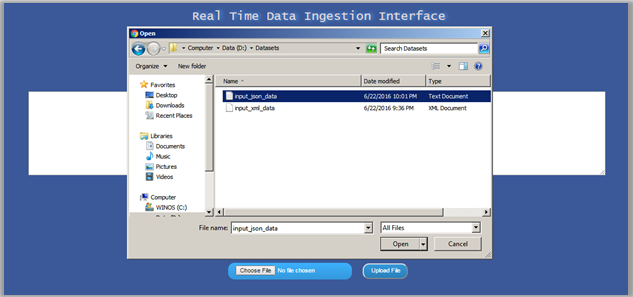 Real Time Data Ingestion Interface
Open
Computer Data (D:) Datasets Search Datasets
Organize New folder
Favorites
Desktop
Downloads
Recent Places
Libraries
Documents
Music
Pictures
Videos
Computer
WINOS (C:)
Name Date modified Type
input_json_data 6/22/2016 10:01 PM Text Document
input_xml_data 6/22/2016 9:36 PM XML Document
File name: input_json_data All Files
Open Cancel
Choose File No file chosen Upload File